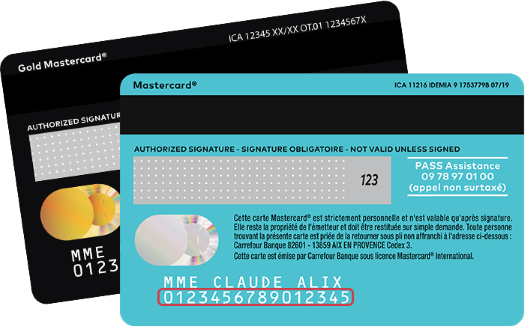 ICA 12345 XX/XX OT.01 1234567X
Gold Mastercard®
AUTHORIZED SIGNATURE
MME
0123
Mastercard®
ICA 11216 IDEMIA 9 1753779B 07/19
AUTHORIZED SIGNATURE - SIGNATURE OBLIGATOIRE - NOT VALID UNLESS SIGNED
123
PASS Assistance
09 78 97 01 00
(appel non surtaxé)
Cette carte Mastercard® est strictement personnelle et n'est valable qu'après signature.
Elle reste la propriété de l'émetteur et doit être restituée sur simple demande. Toute personne
trouvant la présente carte est priée de la retourner sous pli non affranchi à l'adresse ci-dessous :
Carrefour Banque 82601 - 13859 AIX EN PROVENCE Cedex 3.
Cette carte est émise par Carrefour Banque sous licence Mastercard® International.
MME CLAUDE ALIX
0123456789012345